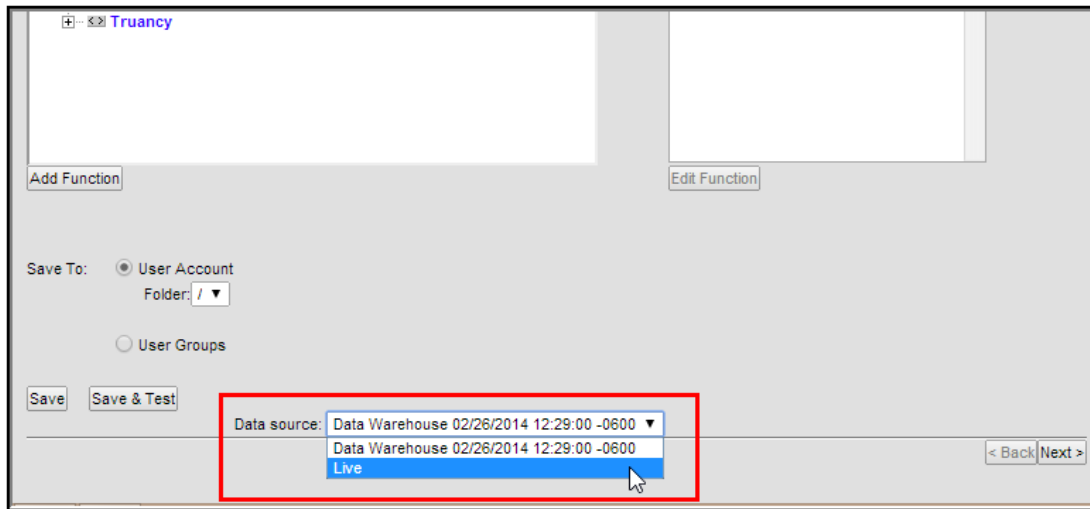 Truancy
Add Function
Edit Function
Save To: User Account
Folder: /
User Groups
Save Save & Test
Data source: Data Warehouse 02/26/2014 12:29:00 -0600
Data Warehouse 02/26/2014 12:29:00 -0600
Live
< Back Next >